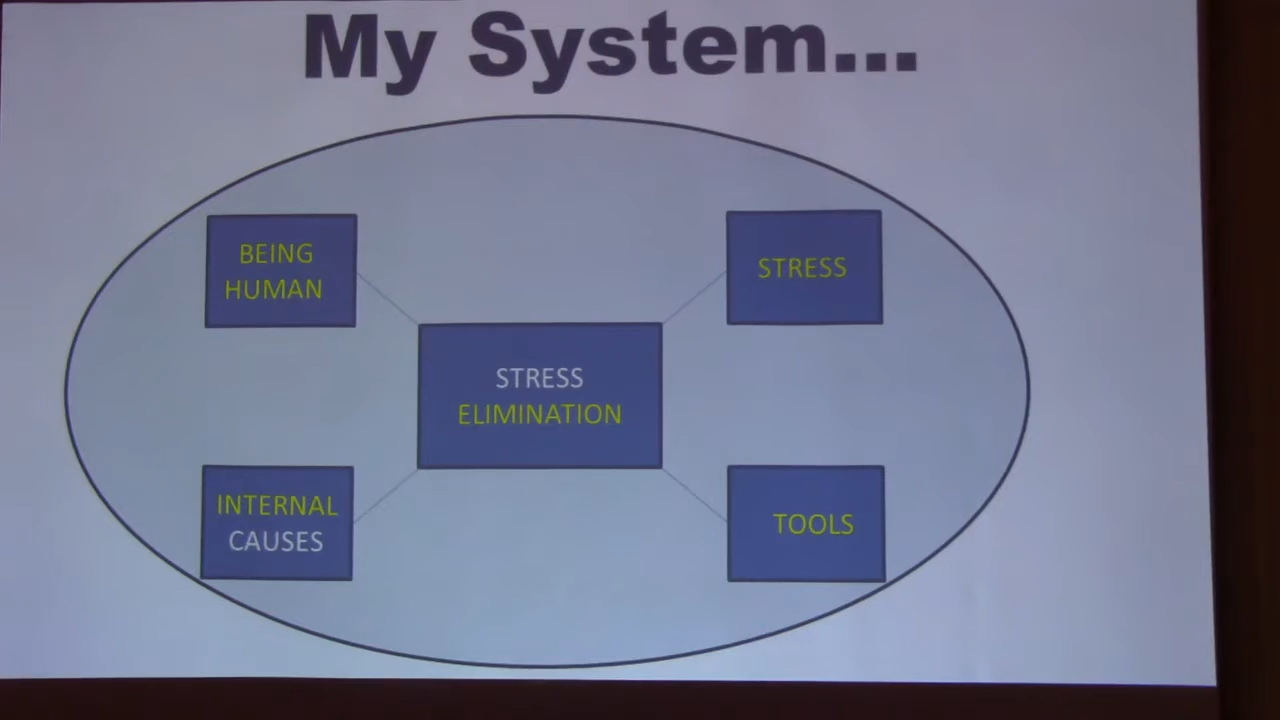 My System...
BEING
HUMAN
STRESS
STRESS
ELIMINATION
INTERNAL
CAUSES
TOOLS